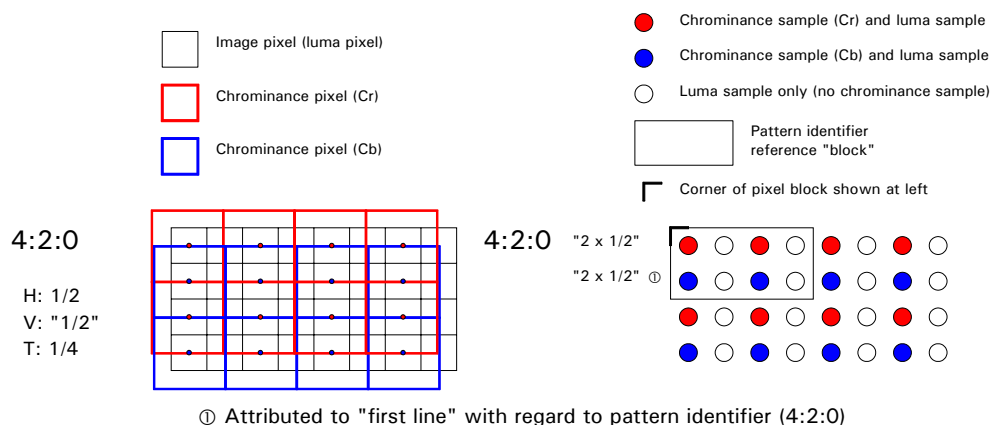 Image pixel (luma pixel)
Chrominance pixel (Cr)
Chrominance pixel (Cb)
Chrominance sample (Cr) and luma sample
Chrominance sample (Cb) and luma sample
Luma sample only (no chrominance sample)
Pattern identifier
reference "block"
Corner of pixel block shown at left
4:2:0
H: 1/2
V: "1/2"
T: 1/4
4:2:0
"2 x 1/2"
"2 x 1/2" ①
① Attributed to "first line" with regard to pattern identifier (4:2:0)